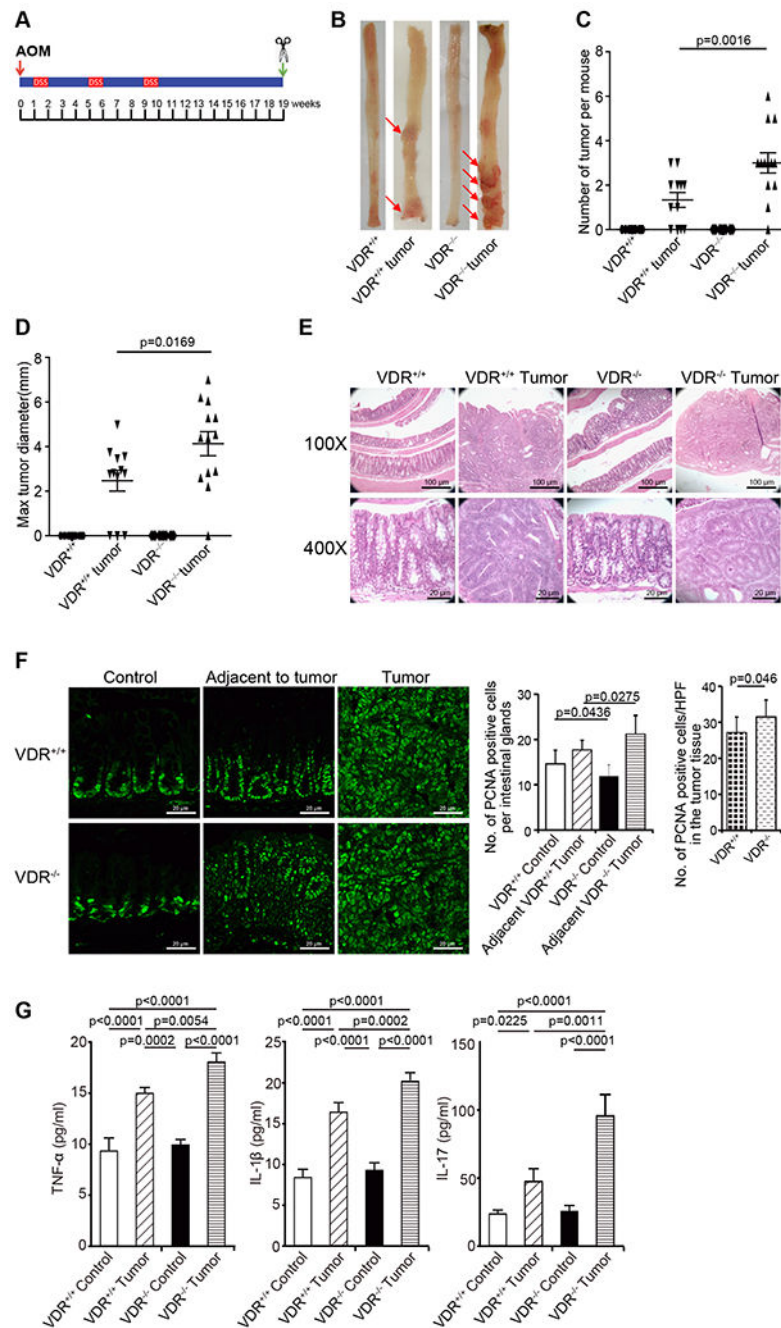 A
AOM
DSS DSS DSS
0 1 2 3 4 5 6 7 8 9 10 11 12 13 14 15 16 17 18 19 weeks
B
VDR+/+
VDR+/+ tumor
VDR-/-
VDR-/- tumor
C
p=0.0016
Number of tumor per mouse
8
6
4
2
0
VDR+/+
VDR+/+ tumor
VDR-/-
VDR-/- tumor
D
p=0.0169
Max tumor diameter(mm)
8
6
4
2
0
VDR+/+
VDR+/+ tumor
VDR-/-
VDR-/- tumor
E
VDR+/+ VDR+/+ Tumor VDR-/- VDR-/- Tumor
100X
100 µm 100 µm 100 µm 100 µm
400X
20 µm 20 µm 20 µm 20 µm
F
Control Adjacent to tumor Tumor
VDR+/+
20 µm 20 µm 20 µm
VDR-/-
20 µm 20 µm 20 µm
No. of PCNA positive cells
per intestinal glands
p=0.0275
p=0.0436
30
20
10
0
VDR+/+ Control
Adjacent VDR+/+ Tumor
VDR-/- Control
Adjacent VDR-/- Tumor
No. of PCNA positive cells/HPF
in the tumor tissue
p=0.046
40
30
20
10
0
VDR+/+
VDR-/-
G
p<0.0001
p<0.0001 p=0.0054
p=0.0002 p<0.0001
TNF-α (pg/ml)
20
15
10
5
0
VDR+/+ Control
VDR+/+ Tumor
VDR-/- Control
VDR-/- Tumor
p<0.0001
p<0.0001 p=0.0002
p<0.0001 p<0.0001
IL-1β (pg/ml)
25
20
15
10
5
0
VDR+/+ Control
VDR+/+ Tumor
VDR-/- Control
VDR-/- Tumor
p<0.0001
p=0.0225 p=0.0011
p<0.0001
IL-17 (pg/ml)
150
100
50
0
VDR+/+ Control
VDR+/+ Tumor
VDR-/- Control
VDR-/- Tumor